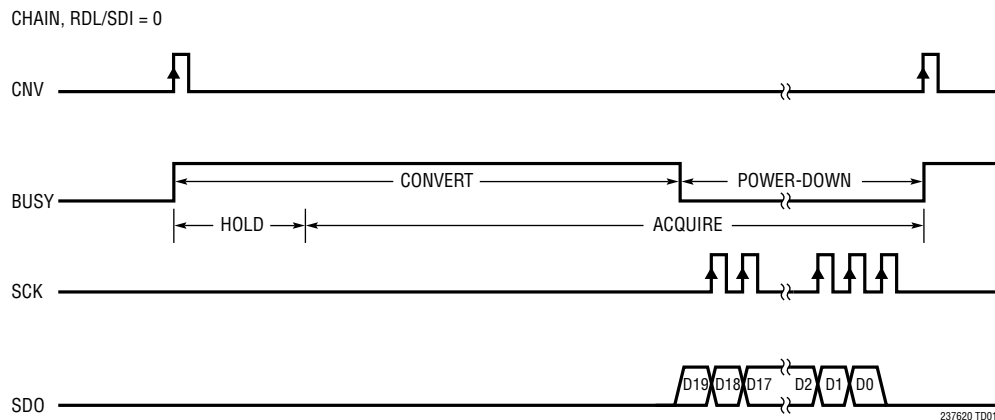 CHAIN, RDL/SDI = 0
CNV
BUSY
CONVERT
POWER-DOWN
HOLD
ACQUIRE
SCK
SDO
D19 D18 D17 D2 D1 D0
237620 TD01